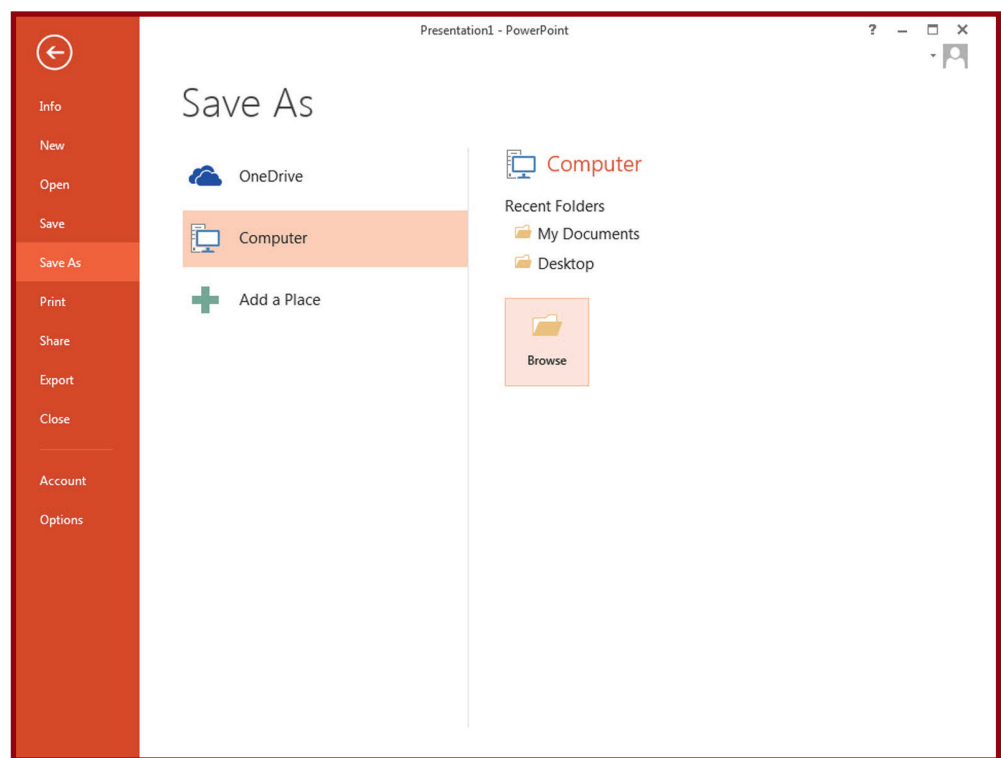 Presentation1 - PowerPoint
?
Info
New
Open
Save
Save As
Print
Share
Export
Close
Account
Options
Save As
OneDrive
Computer
Add a Place
Computer
Recent Folders
My Documents
Desktop
Browse